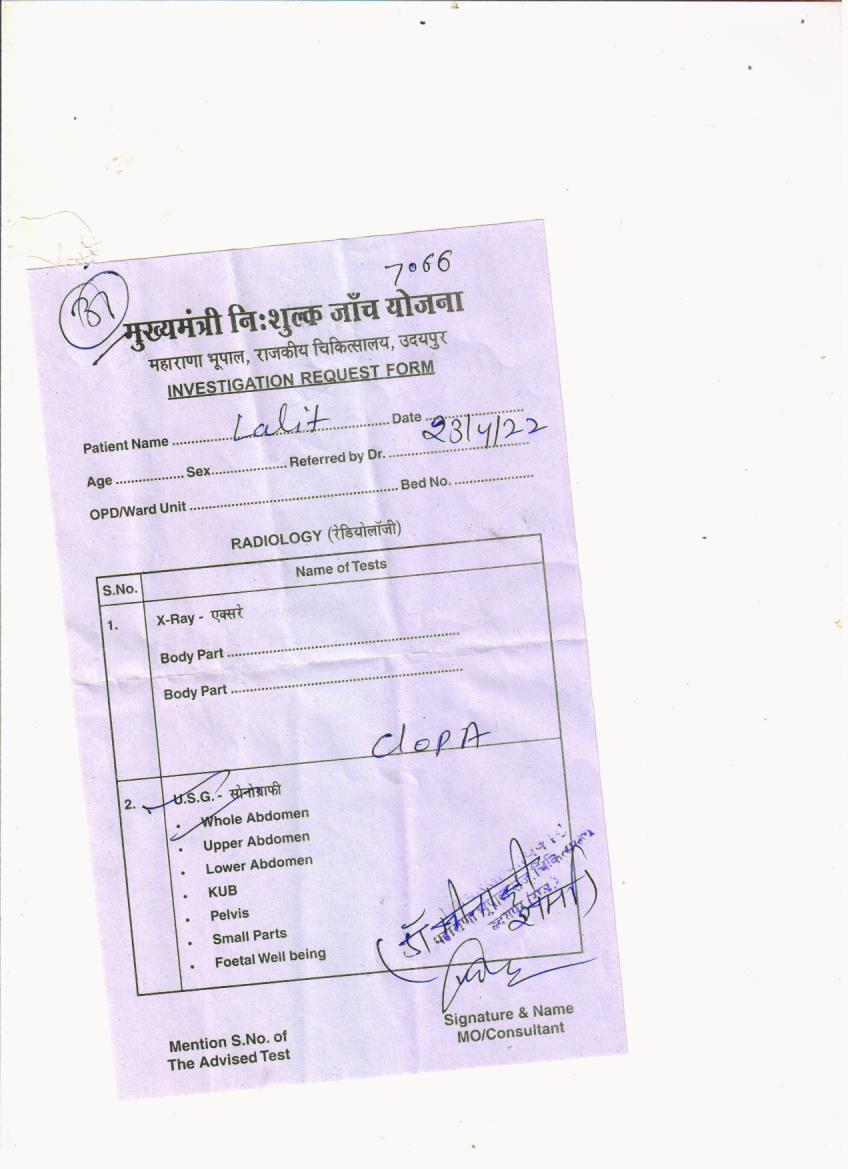 7066
मुख्यमंत्री नि:शुल्क जाँच योजना
महाराणा भूपाल, राजकीय चिकित्सालय, उदयपुर
INVESTIGATION REQUEST FORM
Patient Name .......... Lalit .......... Date .......... 23/4/22
Age .......... Sex .......... Referred by Dr. ..........
OPD/Ward Unit .......... Bed No. ..........
RADIOLOGY (रेडियोलॉजी)
S.No. Name of Tests
1. X-Ray - एक्सरे
Body Part ..........
Body Part ..........
CloPA
2. U.S.G. - सोनोग्राफी
• Whole Abdomen
• Upper Abdomen
• Lower Abdomen
• KUB
• Pelvis
• Small Parts
• Foetal Well being
डॉ मीनाक्षी शर्मा
Signature & Name
MO/Consultant
Mention S.No. of
The Advised Test